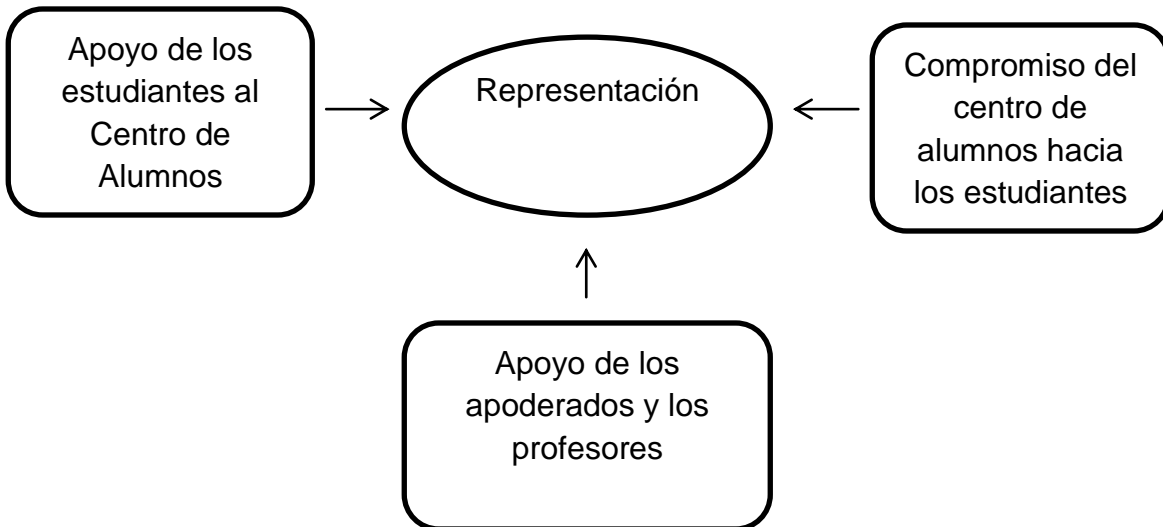 Apoyo de los
estudiantes al
Centro de
Alumnos
Representación
Compromiso del
centro de
alumnos hacia
los estudiantes
Apoyo de los
apoderados y los
profesores